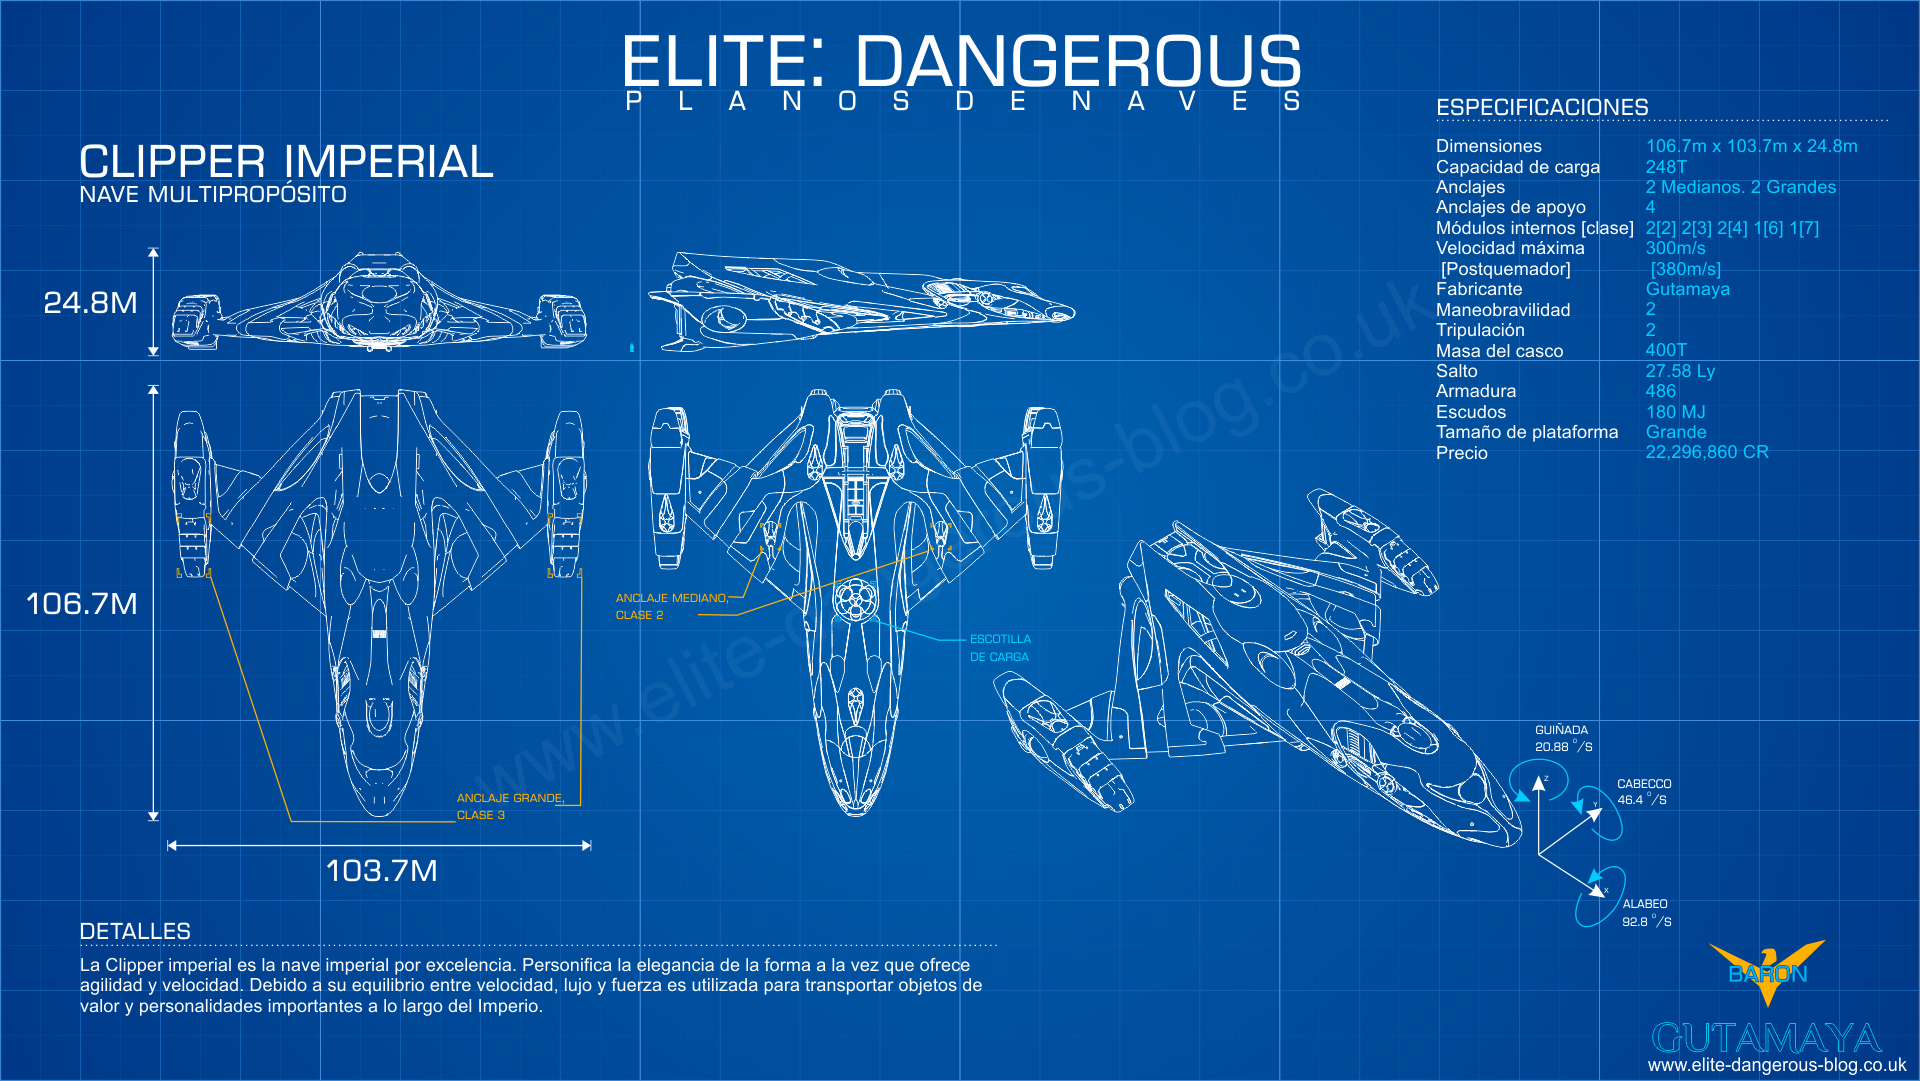 ELITE: DANGEROUS
PLANOS DE NAVES
CLIPPER IMPERIAL
NAVE MULTIPROPÓSITO
ESPECIFICACIONES
Dimensiones 106.7m x 103.7m x 24.8m
Capacidad de carga 248T
Anclajes 2 Medianos. 2 Grandes
Anclajes de apoyo 4
Módulos internos [clase] 2[2] 2[3] 2[4] 1[6] 1[7]
Velocidad máxima 300m/s
[Postquemador] [380m/s]
Fabricante Gutamaya
Maneobravilidad 2
Tripulación 2
Masa del casco 400T
Salto 27.58 Ly
Armadura 486
Escudos 180 MJ
Tamaño de plataforma Grande
Precio 22,296,860 CR
24.8M
106.7M
103.7M
ANCLAJE GRANDE,
CLASE 3
ANCLAJE MEDIANO,
CLASE 2
ESCOTILLA
DE CARGA
GUIÑADA
20.88 °/S
Z
CABECCO
46.4 °/S
Y
X
ALABEO
92.8 °/S
DETALLES
La Clipper imperial es la nave imperial por excelencia. Personifica la elegancia de la forma a la vez que ofrece
agilidad y velocidad. Debido a su equilibrio entre velocidad, lujo y fuerza es utilizada para transportar objetos de
valor y personalidades importantes a lo largo del Imperio.
BARON
GUTAMAYA
www.elite-dangerous-blog.co.uk
www.elite-dangerous-blog.co.uk